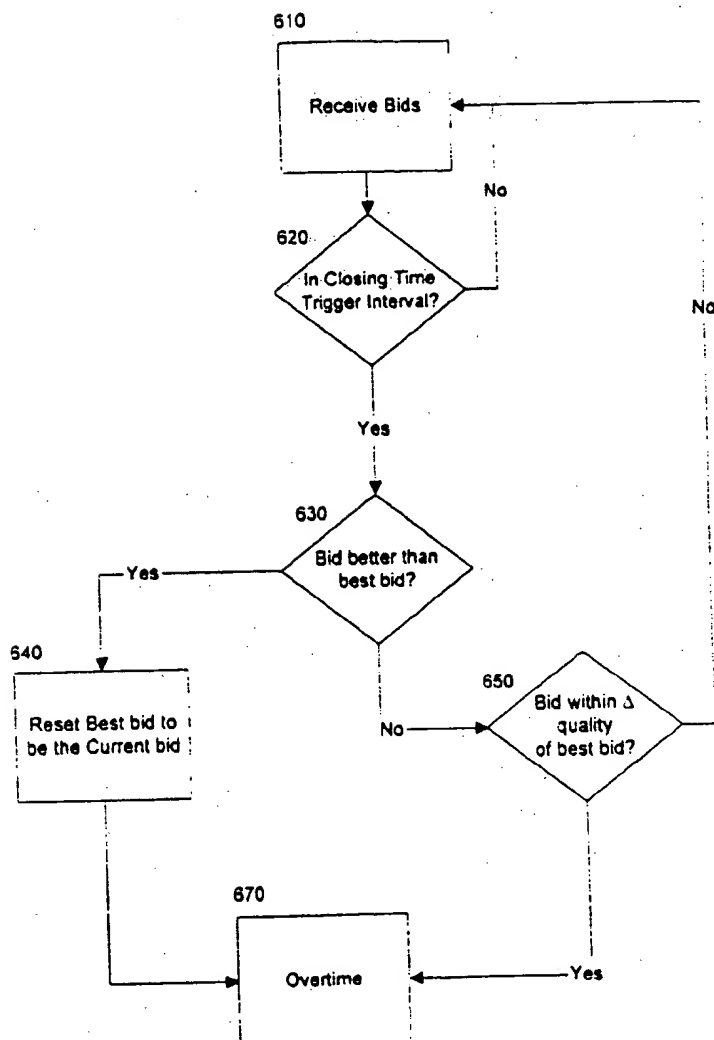 610
Receive Bids
No
620
In Closing Time
Trigger Interval?
No
Yes
630
Bid better than
best bid?
Yes
640
Reset Best bid to
be the Current bid
650
Bid within Δ
quality
of best bid?
No
670
Overtime
Yes